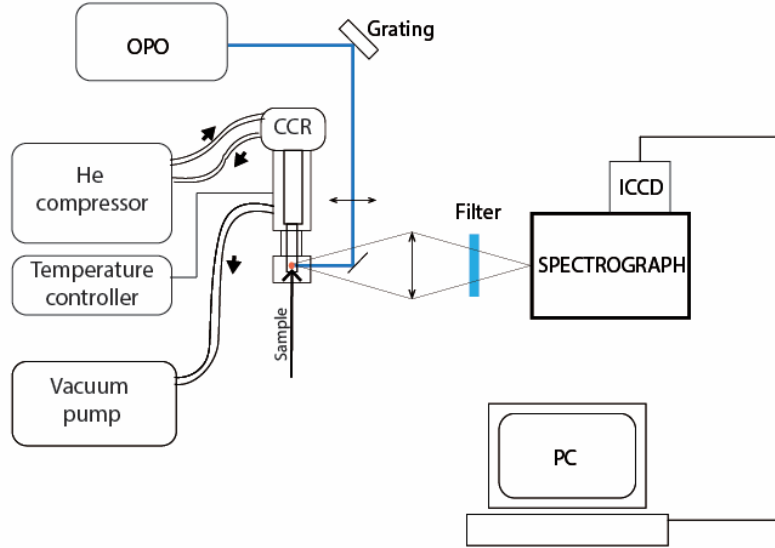 OPO
Grating
CCR
He
compressor
ICCD
Filter
SPECTROGRAPH
Temperature
controller
Sample
Vacuum
pump
PC